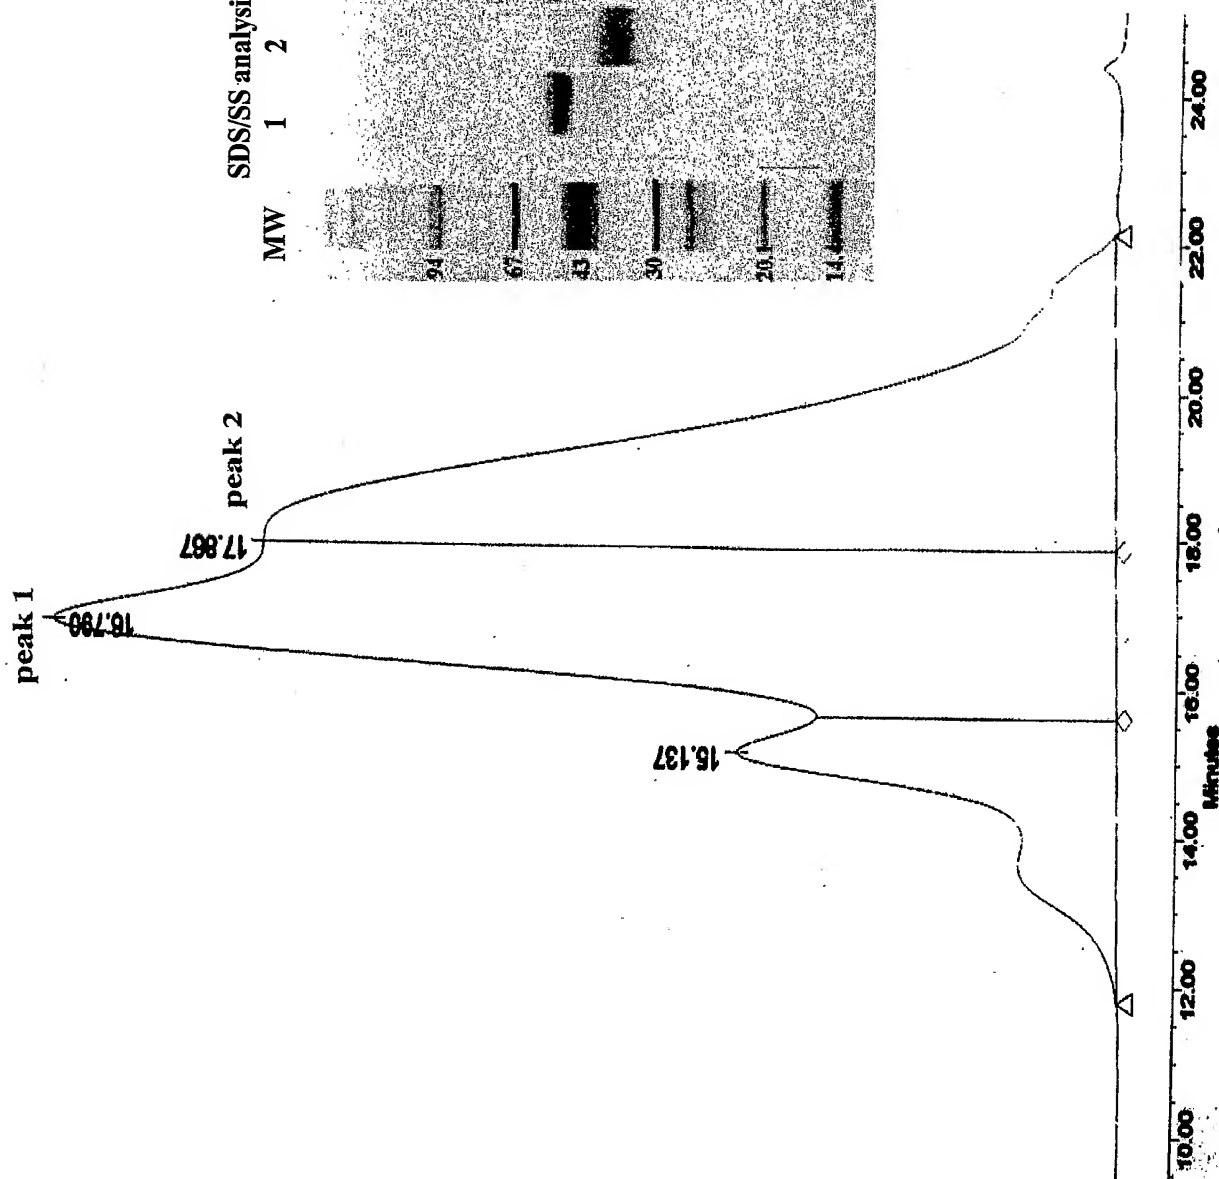 peak 1
16.790
17.867
peak 2
15.137
SDS/SS analysi
MW 1 2
94
67
43
30
20.1
14.4
10.00 12.00 14.00 16.00 18.00 20.00 22.00 24.00
Minutes